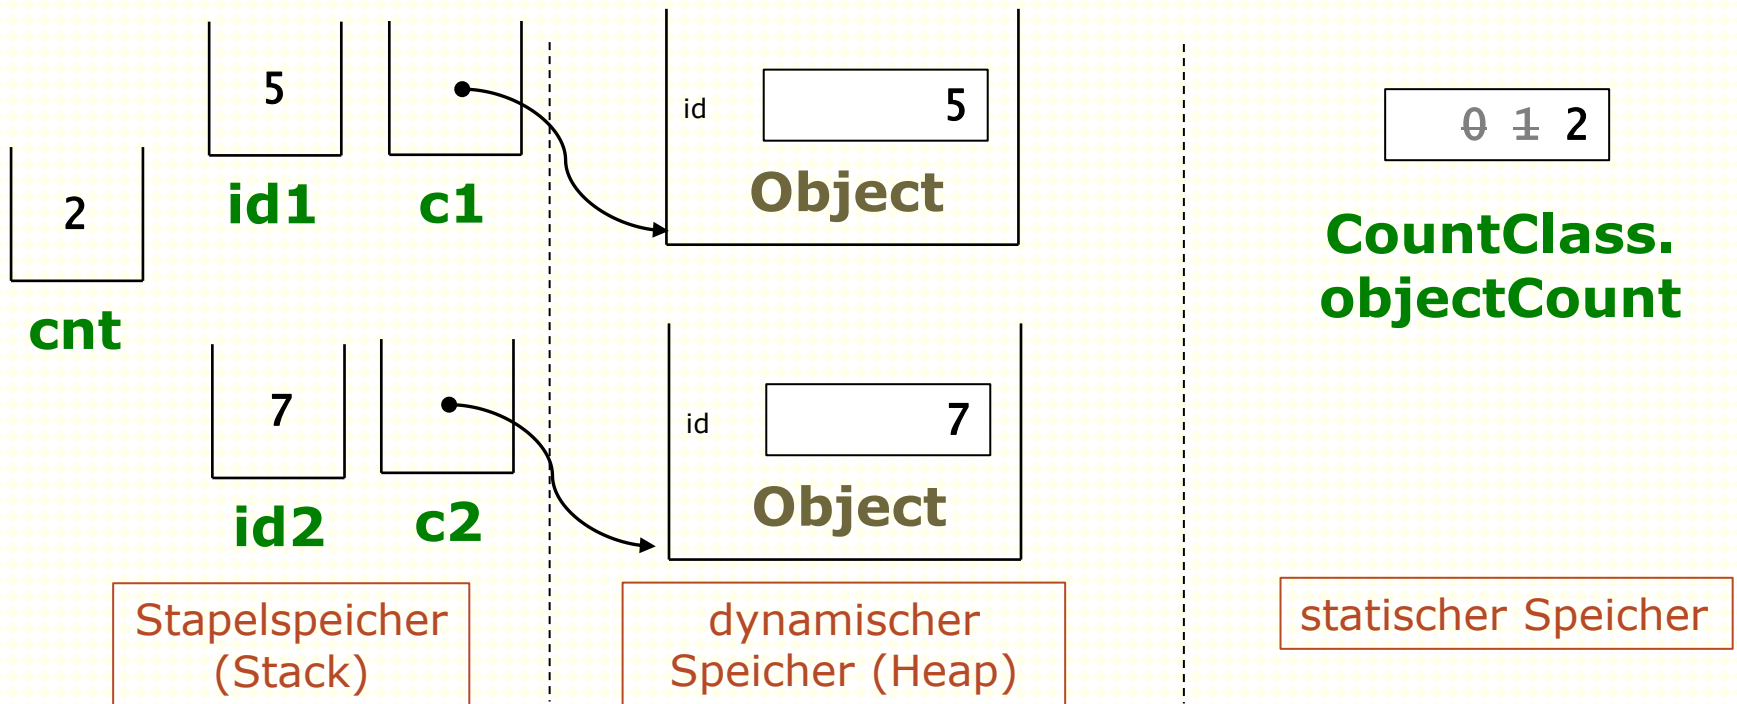 5
id1
c1
2
cnt
id 5
Object
0 1 2
CountClass.
objectCount
7
id2
c2
id 7
Object
Stapelspeicher
(Stack)
dynamischer
Speicher (Heap)
statischer Speicher